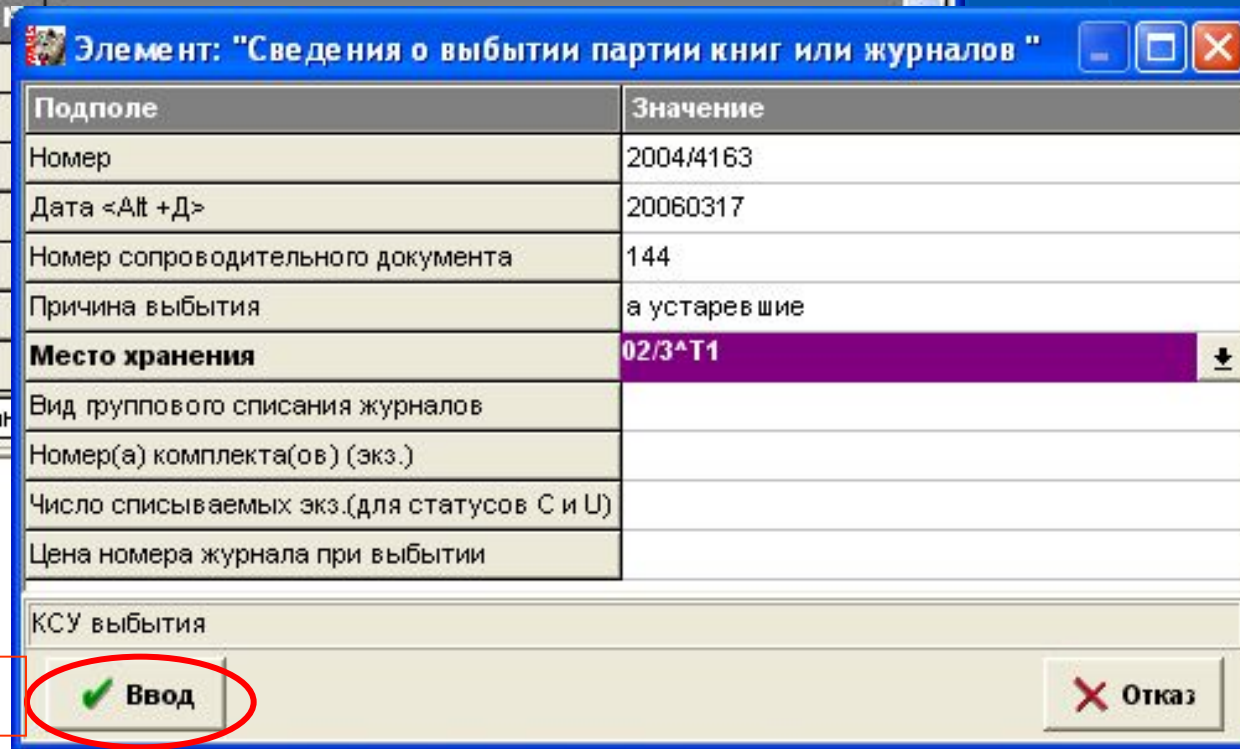 Элемент: "Сведения о выбытии партии книг или журналов "
Подполе Значение
Номер 2004/4163
Дата <Alt +Д> 20060317
Номер сопроводительного документа 144
Причина выбытия а устаревшие
Место хранения 02/3^T1
Вид группового списания журналов
Номер(а) комплекта(ов) (экз.)
Число списываемых экз.(для статусов C и U)
Цена номера журнала при выбытии
КСУ выбытия
Ввод Отказ